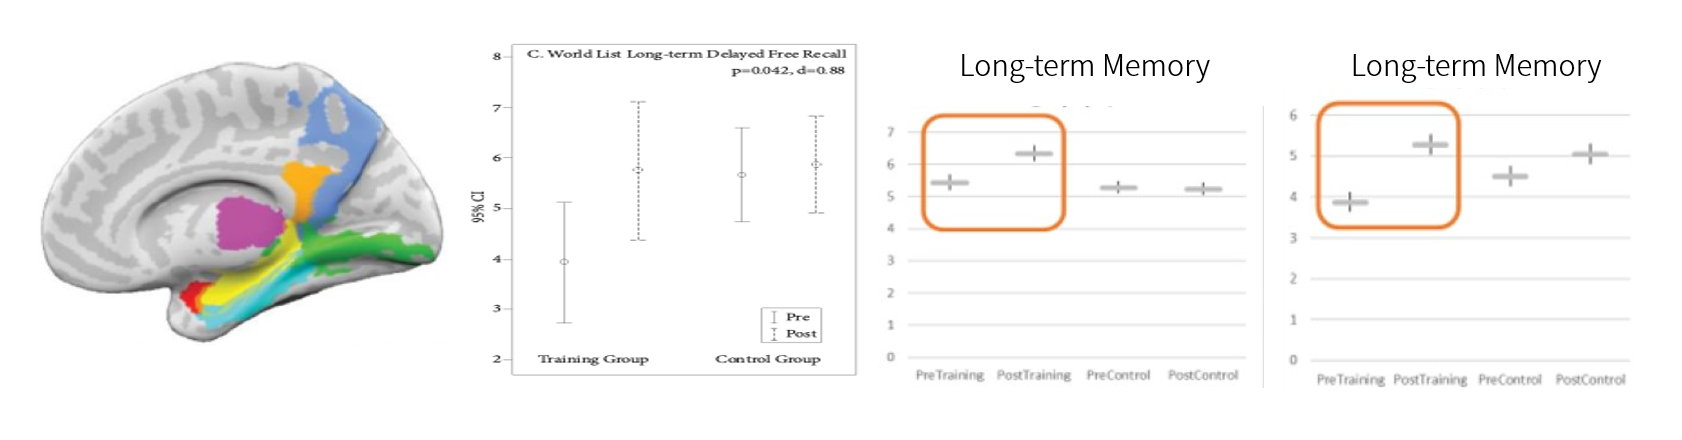 C. World List Long-term Delayed Free Recall
p=0.042, d=0.88
8
7
6
5
4
3
2
95% CI
Pre
Post
Training Group
Control Group
Long-term Memory
7
6
5
4
3
2
1
0
PreTraining PostTraining PreControl PostControl
Long-term Memory
6
5
4
3
2
1
0
PreTraining PostTraining PreControl PostControl